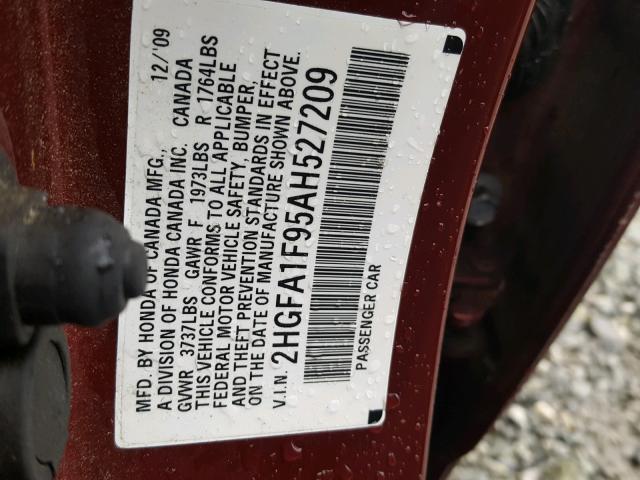 MFD. BY HONDA OF CANADA MFG.,
A DIVISION OF HONDA CANADA INC. CANADA 12/'09
GVWR 3737LBS GAWR F 1973LBS R 1764LBS
THIS VEHICLE CONFORMS TO ALL APPLICABLE
FEDERAL MOTOR VEHICLE SAFETY, BUMPER,
AND THEFT PREVENTION STANDARDS IN EFFECT
ON THE DATE OF MANUFACTURE SHOWN ABOVE.
V.I.N. 2HGFA1F95AH527209
PASSENGER CAR